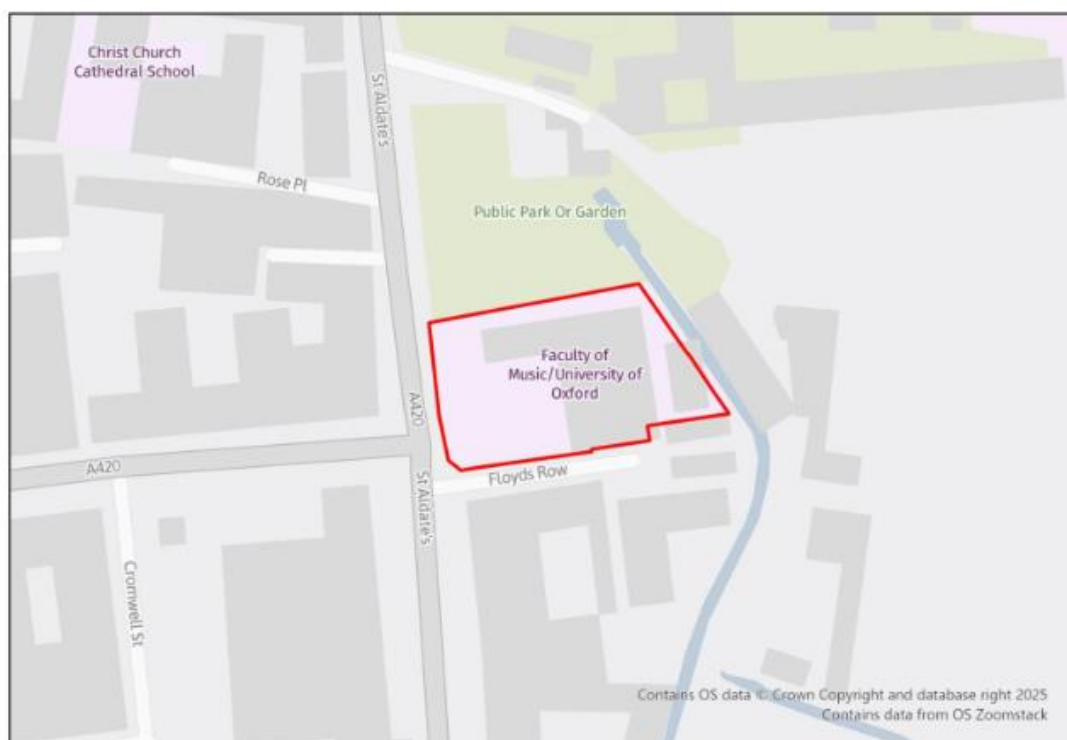 Christ Church
Cathedral School
St Aldate's
Rose Pl
Public Park Or Garden
Faculty of
Music/University of
Oxford
A420
A420
Floyds Row
St Aldate's
Cromwell St
Contains OS data © Crown Copyright and database right 2025
Contains data from OS Zoomstack